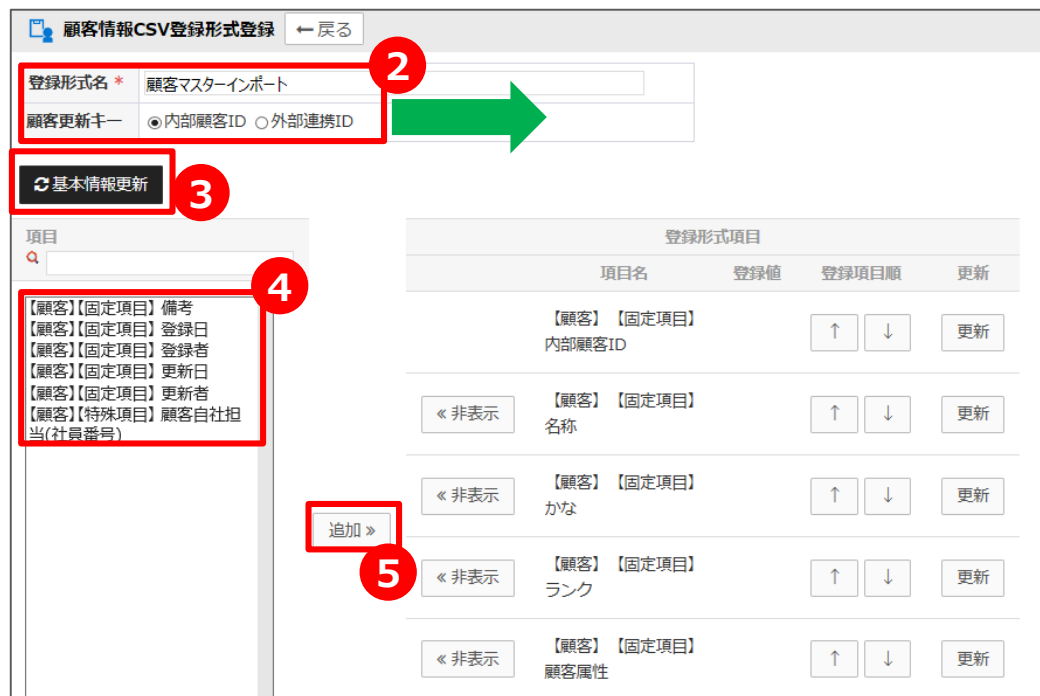 顧客情報CSV登録形式登録 ←戻る
2
登録形式名 * 顧客マスターインポート
顧客更新キー 内部顧客ID 外部連携ID
基本情報更新
3
項目
登録形式項目
項目名 登録値 登録項目順 更新
4
【顧客】【固定項目】 備考
【顧客】【固定項目】 登録日
【顧客】【固定項目】 登録者
【顧客】【固定項目】 更新日
【顧客】【固定項目】 更新者
【顧客】【特殊項目】 顧客自社担
当(社員番号)
追加 »
5
【顧客】【固定項目】
内部顧客ID
↑ ↓ 更新
« 非表示
【顧客】【固定項目】
名称
↑ ↓ 更新
« 非表示
【顧客】【固定項目】
かな
↑ ↓ 更新
« 非表示
【顧客】【固定項目】
ランク
↑ ↓ 更新
« 非表示
【顧客】【固定項目】
顧客属性
↑ ↓ 更新